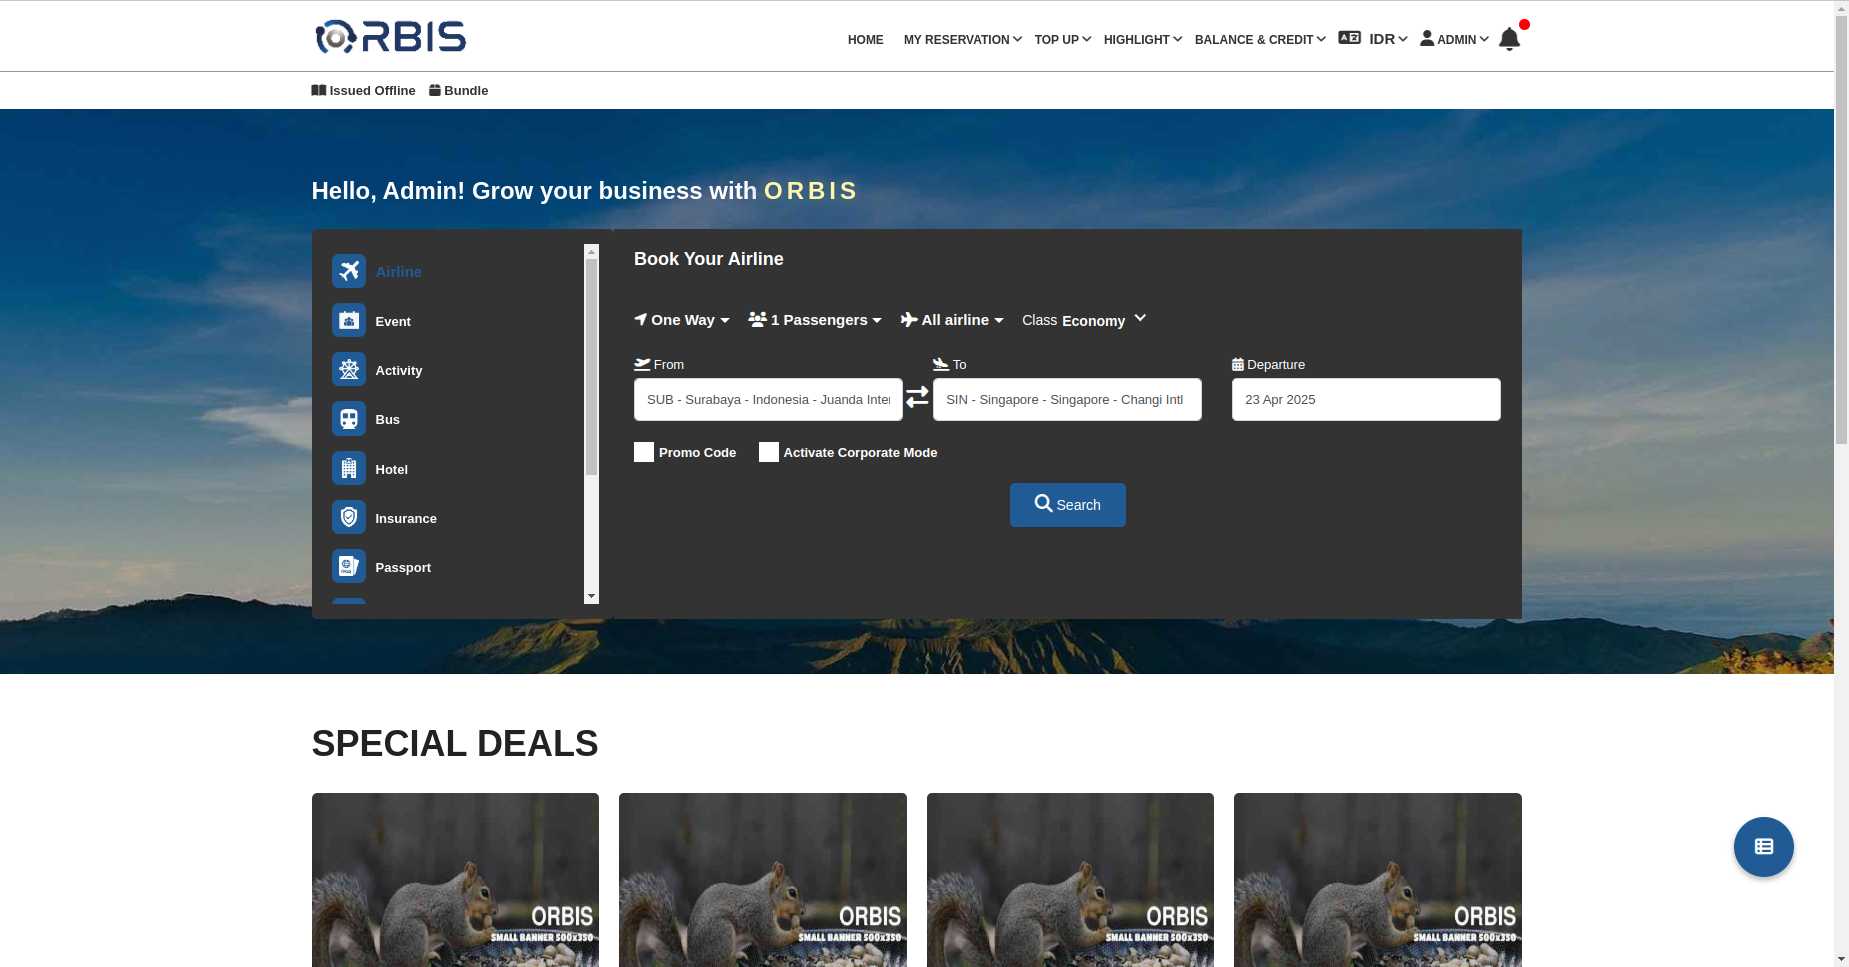 ORBIS
HOME MY RESERVATION TOP UP HIGHLIGHT BALANCE & CREDIT IDR ADMIN
Issued Offline Bundle
Hello, Admin! Grow your business with ORBIS
Airline
Event
Activity
Bus
Hotel
Insurance
Passport
Book Your Airline
One Way 1 Passengers All airline Class Economy
From To Departure
SUB - Surabaya - Indonesia - Juanda Inter SIN - Singapore - Singapore - Changi Intl 23 Apr 2025
Promo Code Activate Corporate Mode
Search
SPECIAL DEALS
ORBIS ORBIS ORBIS ORBIS
SMALL BANNER 500x350 SMALL BANNER 500x350 SMALL BANNER 500x350 SMALL BANNER 500x350